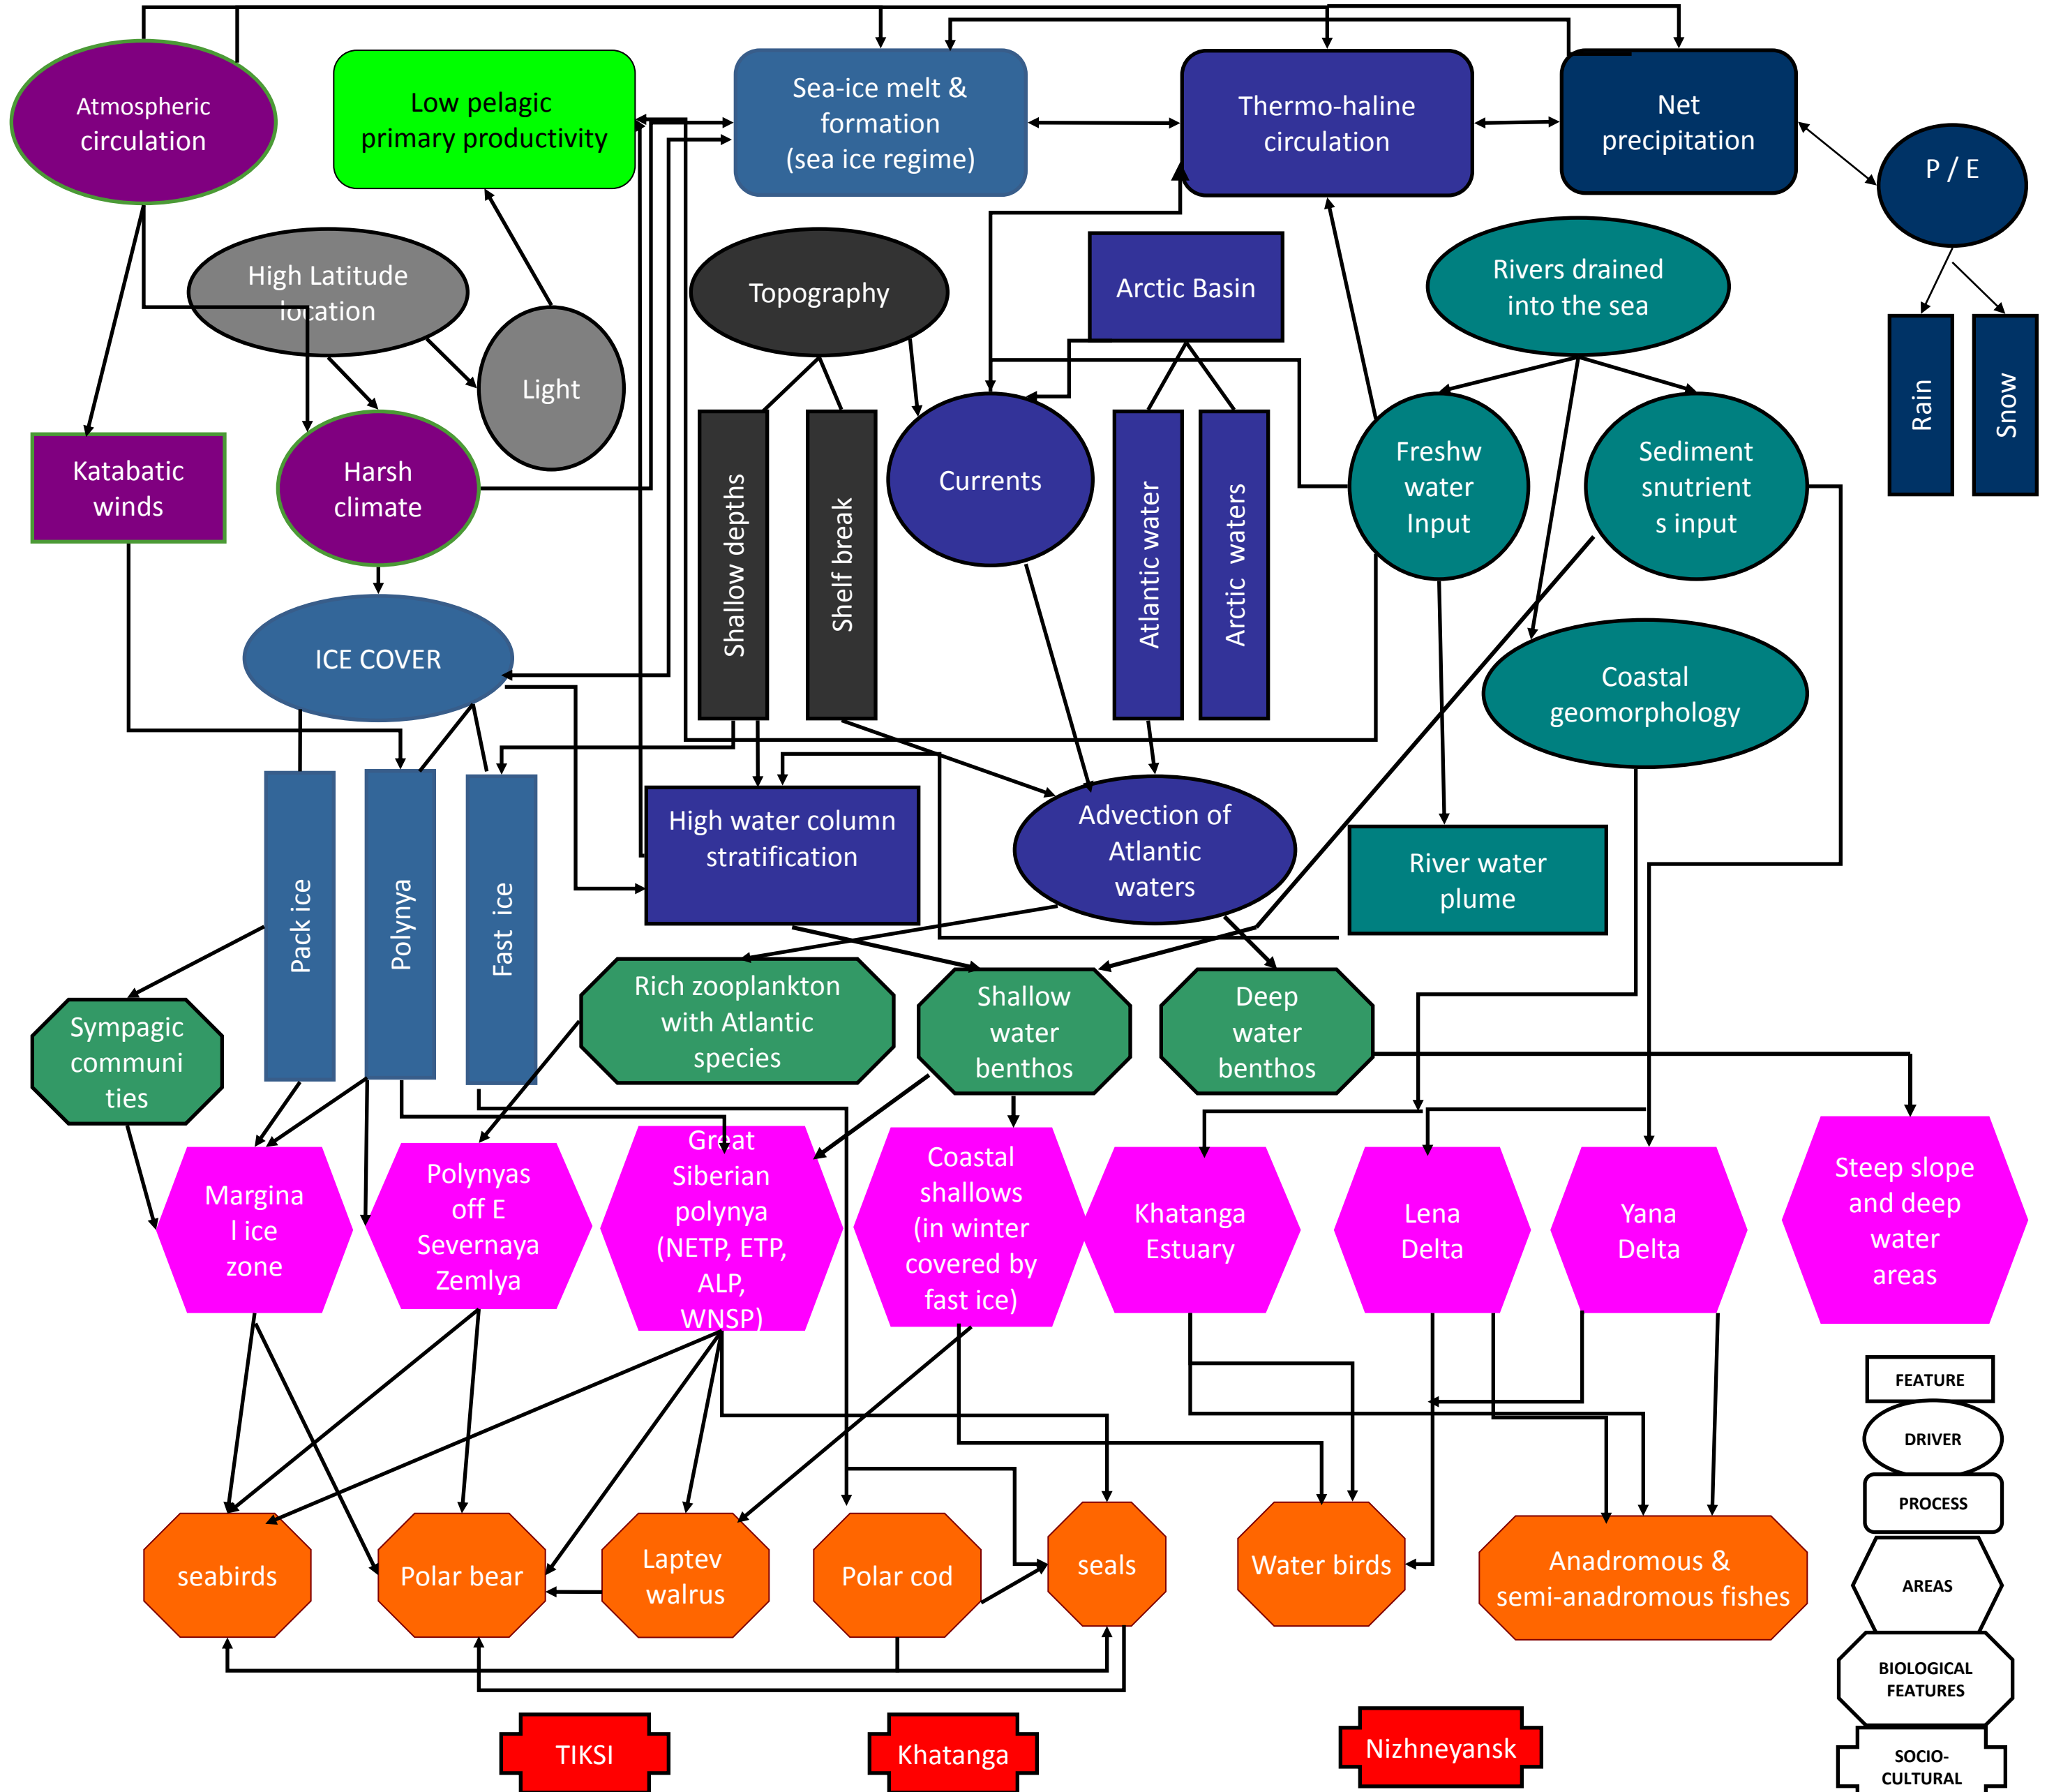 Atmospheric
circulation
Low pelagic
primary productivity
Sea-ice melt &
formation
(sea ice regime)
Thermo-haline
circulation
Net
precipitation
P / E
High Latitude
location
Topography
Arctic Basin
Rivers drained
into the sea
Light
Rain
Snow
Katabatic
winds
Harsh
climate
Shallow depths
Shelf break
Currents
Atlantic water
Arctic waters
Freshw
water
Input
Sediment
snutrient
s input
ICE COVER
Coastal
geomorphology
Pack ice
Polynya
Fast ice
High water column
stratification
Advection of
Atlantic
waters
River water
plume
Sympagic
communi
ties
Rich zooplankton
with Atlantic
species
Shallow
water
benthos
Deep
water
benthos
Margina
l ice
zone
Polynyas
off E
Severnaya
Zemlya
Great
Siberian
polynya
(NETP, ETP,
ALP,
WNSP)
Coastal
shallows
(in winter
covered by
fast ice)
Khatanga
Estuary
Lena
Delta
Yana
Delta
Steep slope
and deep
water
areas
seabirds
Polar bear
Laptev
walrus
Polar cod
seals
Water birds
Anadromous &
semi-anadromous fishes
FEATURE
DRIVER
PROCESS
AREAS
BIOLOGICAL
FEATURES
SOCIO-
CULTURAL
TIKSI
Khatanga
Nizhneyansk